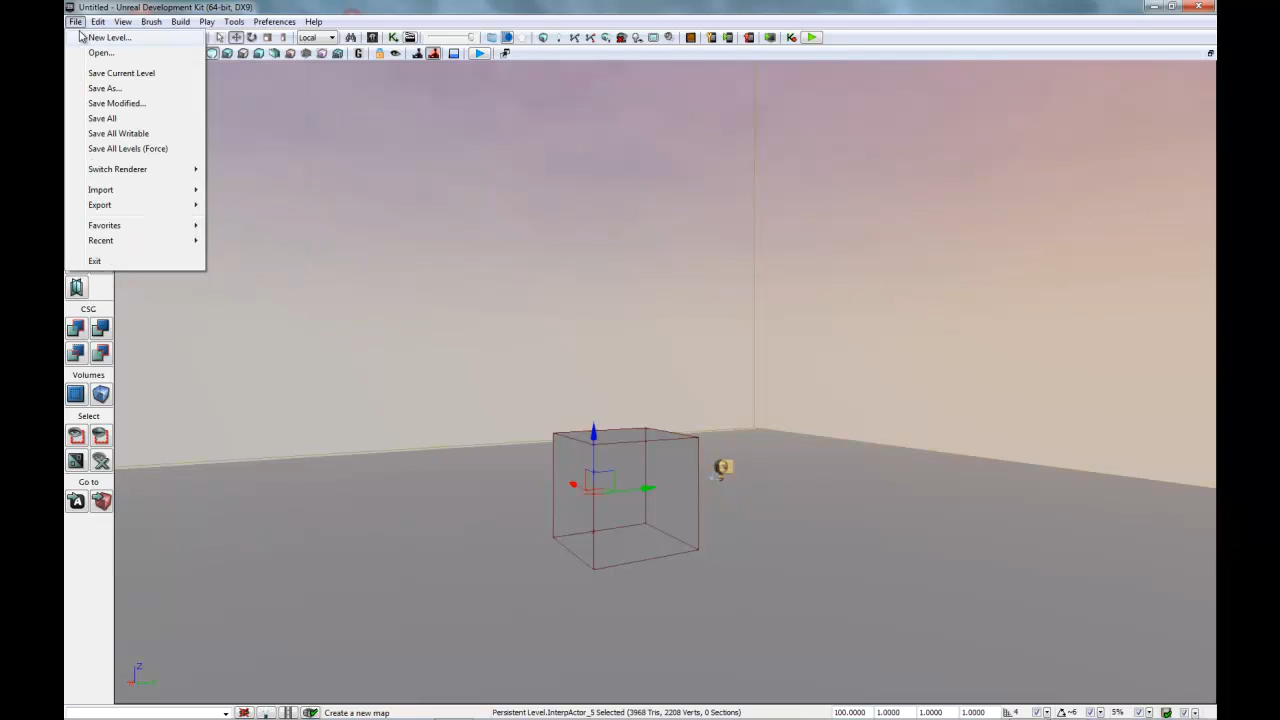 Untitled - Unreal Development Kit (64-bit, DX9)
File Edit View Brush Build Play Tools Preferences Help
Local
G
New Level...
Open...
Save Current Level
Save As...
Save Modified...
Save All
Save All Writable
Save All Levels (Force)
Switch Renderer
Import
Export
Favorites
Recent
Exit
CSG
Volumes
Select
Go to
A
Z
Create a new map
Persistent Level.InterpActor_5 Selected (3968 Tris, 2208 Verts, 0 Sections)
100.0000 1.0000 1.0000 1.0000 4 ~6 5%